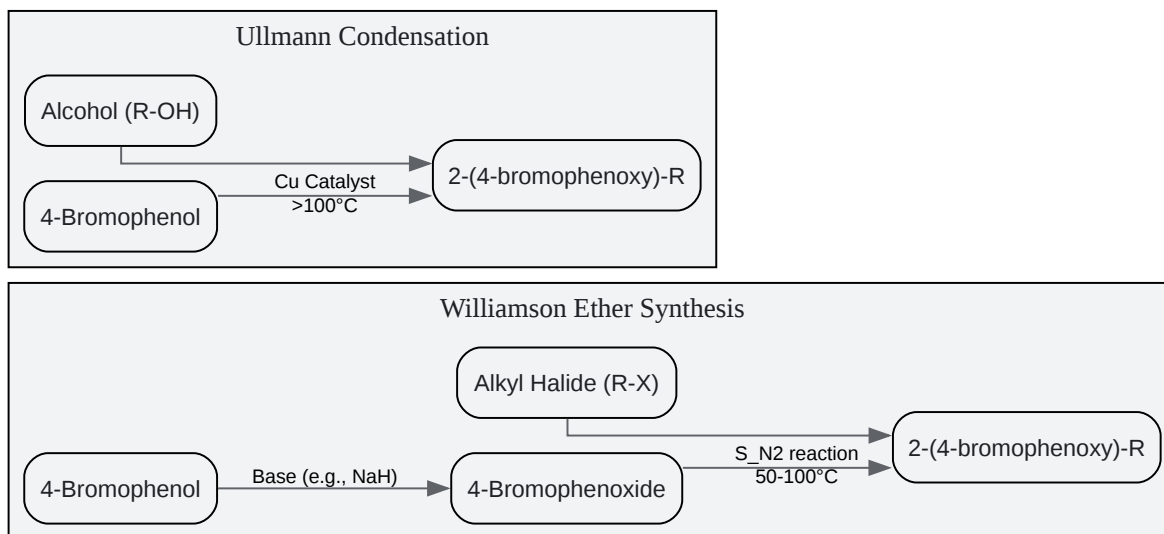 Ullmann Condensation
Alcohol (R-OH)
4-Bromophenol
Cu Catalyst
>100°C
2-(4-bromophenoxy)-R
Williamson Ether Synthesis
Alkyl Halide (R-X)
4-Bromophenol
Base (e.g., NaH)
4-Bromophenoxide
S_N2 reaction
50-100°C
2-(4-bromophenoxy)-R